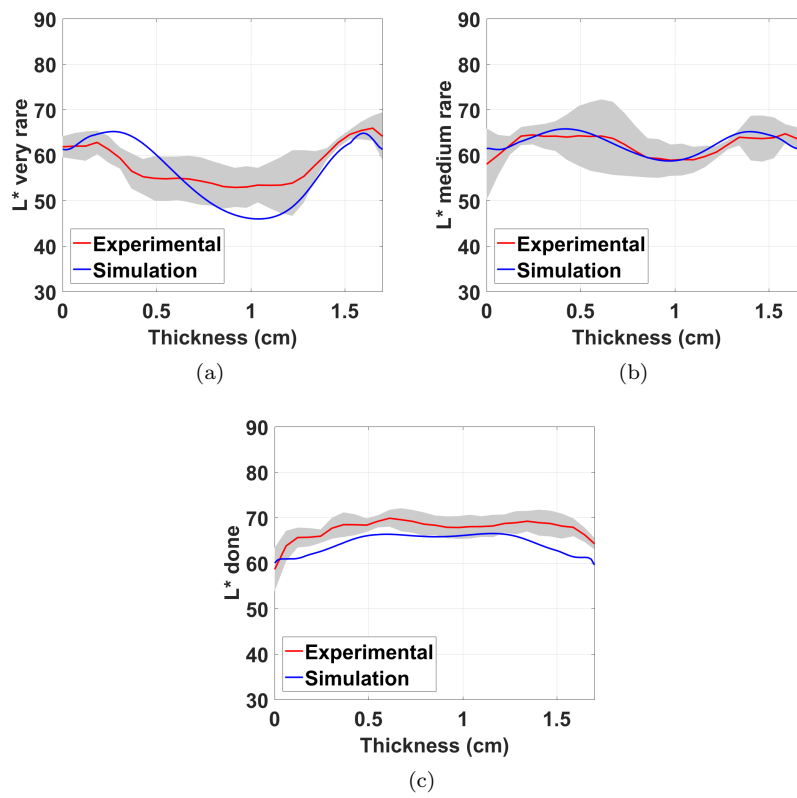 90
80
70
60
50
40
30
L* very rare
Experimental
Simulation
0 0.5 1 1.5
Thickness (cm)
(a)
90
80
70
60
50
40
30
L* medium rare
Experimental
Simulation
0 0.5 1 1.5
Thickness (cm)
(b)
90
80
70
60
50
40
30
L* done
Experimental
Simulation
0 0.5 1 1.5
Thickness (cm)
(c)